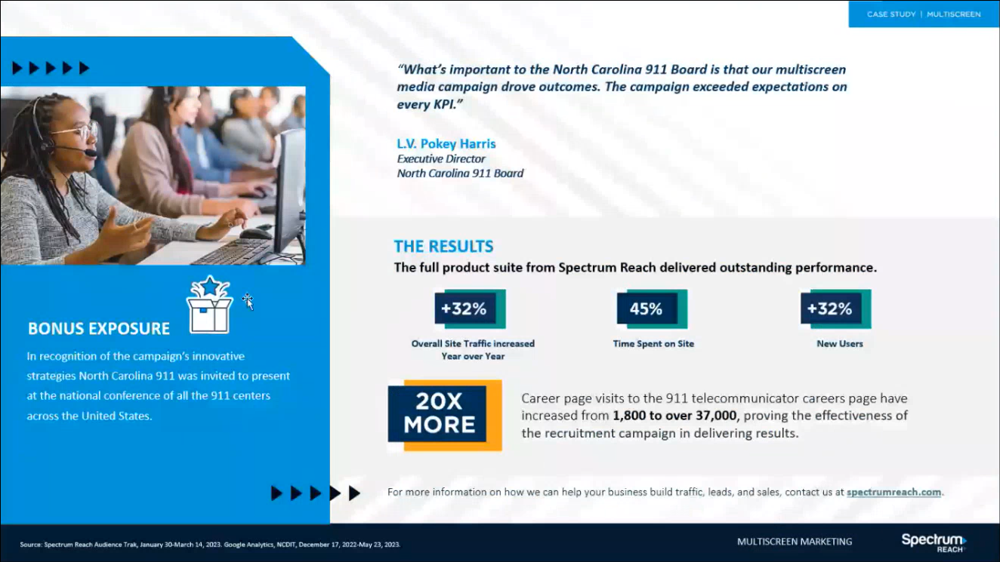 CASE STUDY | MULTISCREEN
“What’s important to the North Carolina 911 Board is that our multiscreen
media campaign drove outcomes. The campaign exceeded expectations on
every KPI.”
L.V. Pokey Harris
Executive Director
North Carolina 911 Board
BONUS EXPOSURE
In recognition of the campaign’s innovative
strategies North Carolina 911 was invited to present
at the national conference of all the 911 centers
across the United States.
THE RESULTS
The full product suite from Spectrum Reach delivered outstanding performance.
+32%
45%
+32%
Overall Site Traffic increased
Year over Year
Time Spent on Site
New Users
20X
MORE
Career page visits to the 911 telecommunicator careers page have
increased from 1,800 to over 37,000, proving the effectiveness of
the recruitment campaign in delivering results.
For more information on how we can help your business build traffic, leads, and sales, contact us at spectrumreach.com.
Source: Spectrum Reach Audience Trak, January 30-March 14, 2023. Google Analytics, NCDIT, December 17, 2022-May 23, 2023.
MULTISCREEN MARKETING
Spectrum
REACH